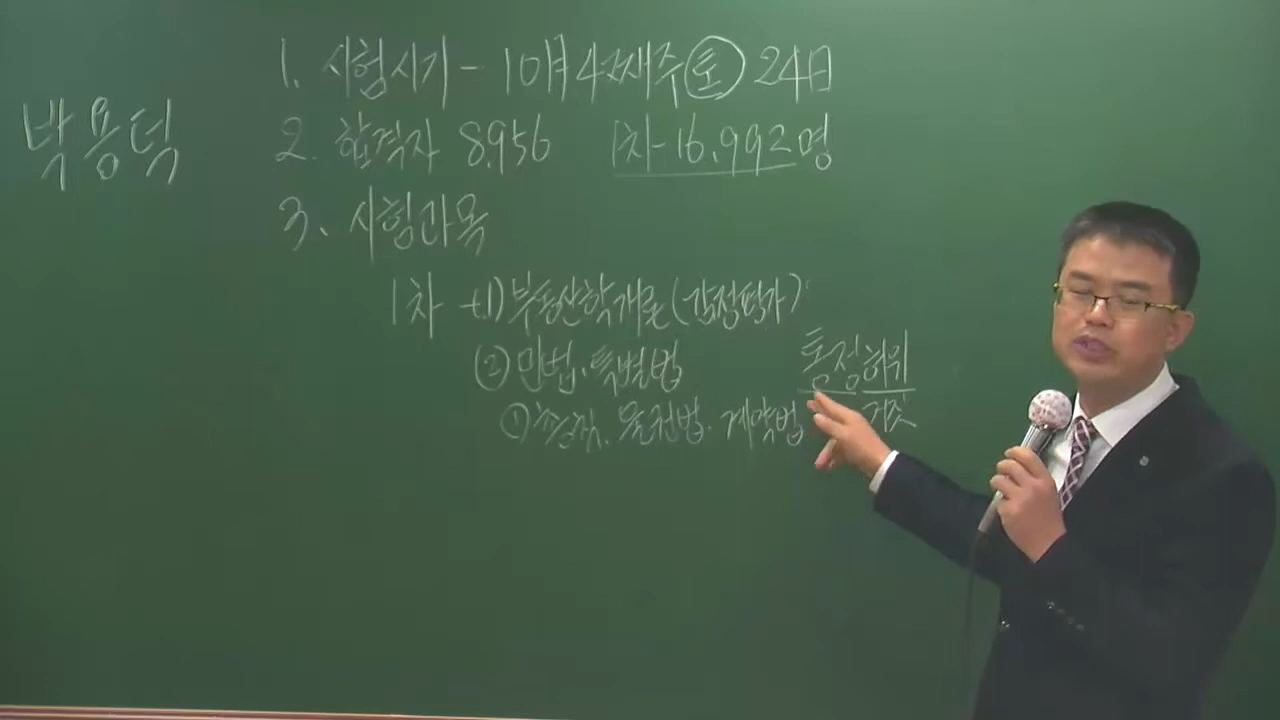 박용덕
1. 시험시기 - 10月 4째주 토 24日
2. 합격자 8,956 1차-16,992명
3. 시험과목
1차 1) 부동산학개론(감정평가)
② 민법, 특별법
① 총칙, 물권법, 계약법
통정허위
거짓